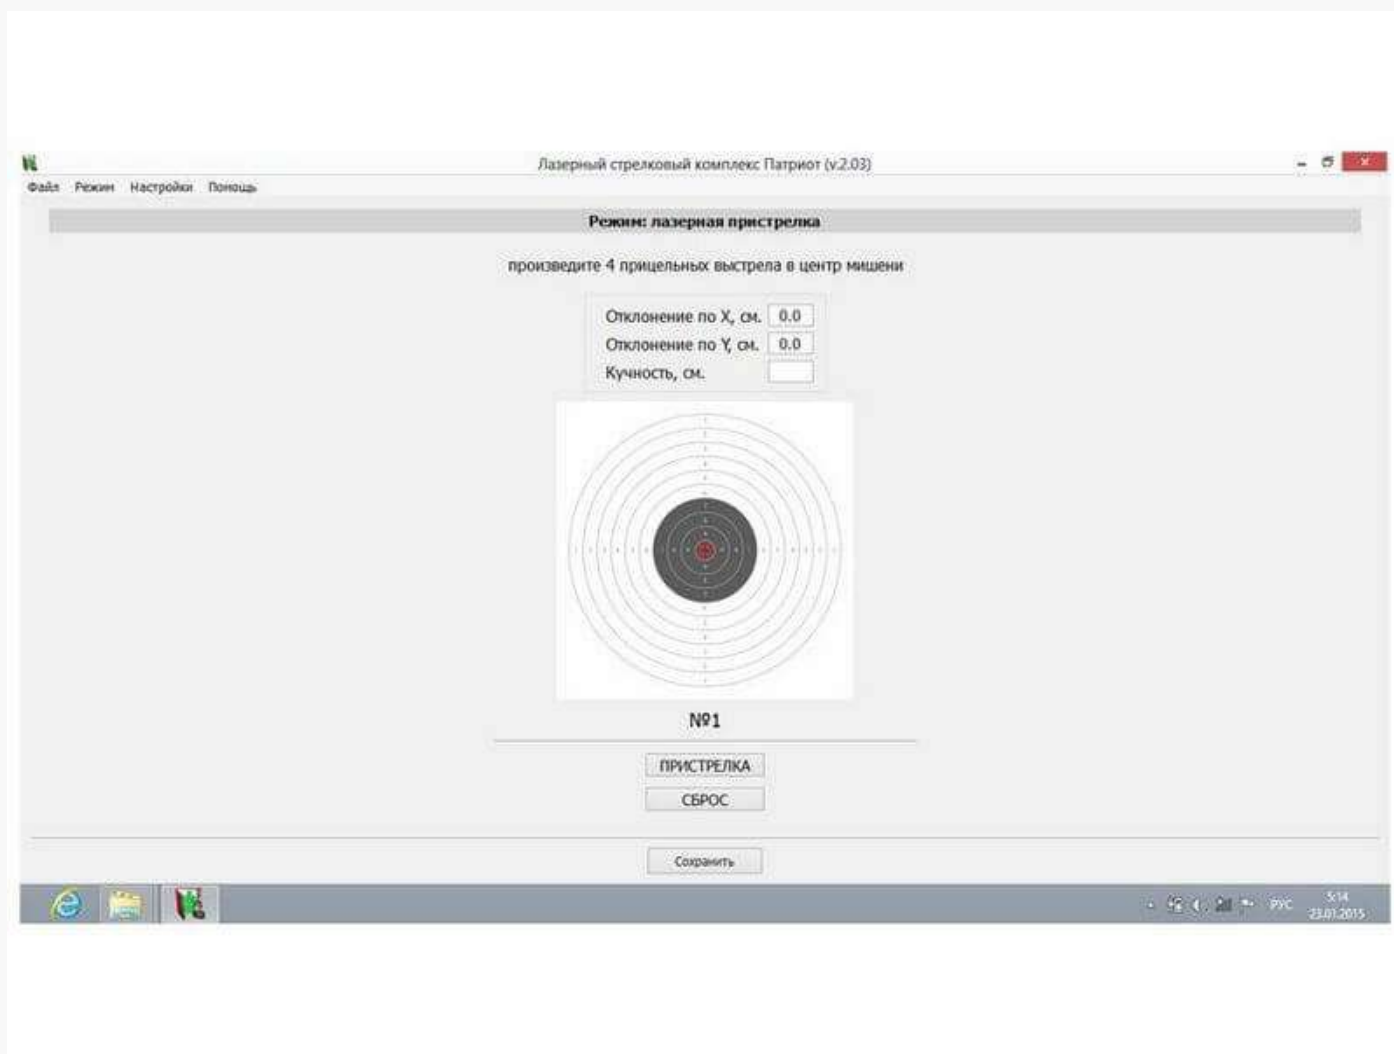 Лазерный стрелковый комплекс Патриот (v.2.03)
Файл Режим Настройки Помощь
Режим: лазерная пристрелка
произведите 4 прицельных выстрела в центр мишени
Отклонение по X, см. 0.0
Отклонение по Y, см. 0.0
Кучность, см.
№1
ПРИСТРЕЛКА
СБРОС
Сохранить
РУС
5:14
23.01.2015